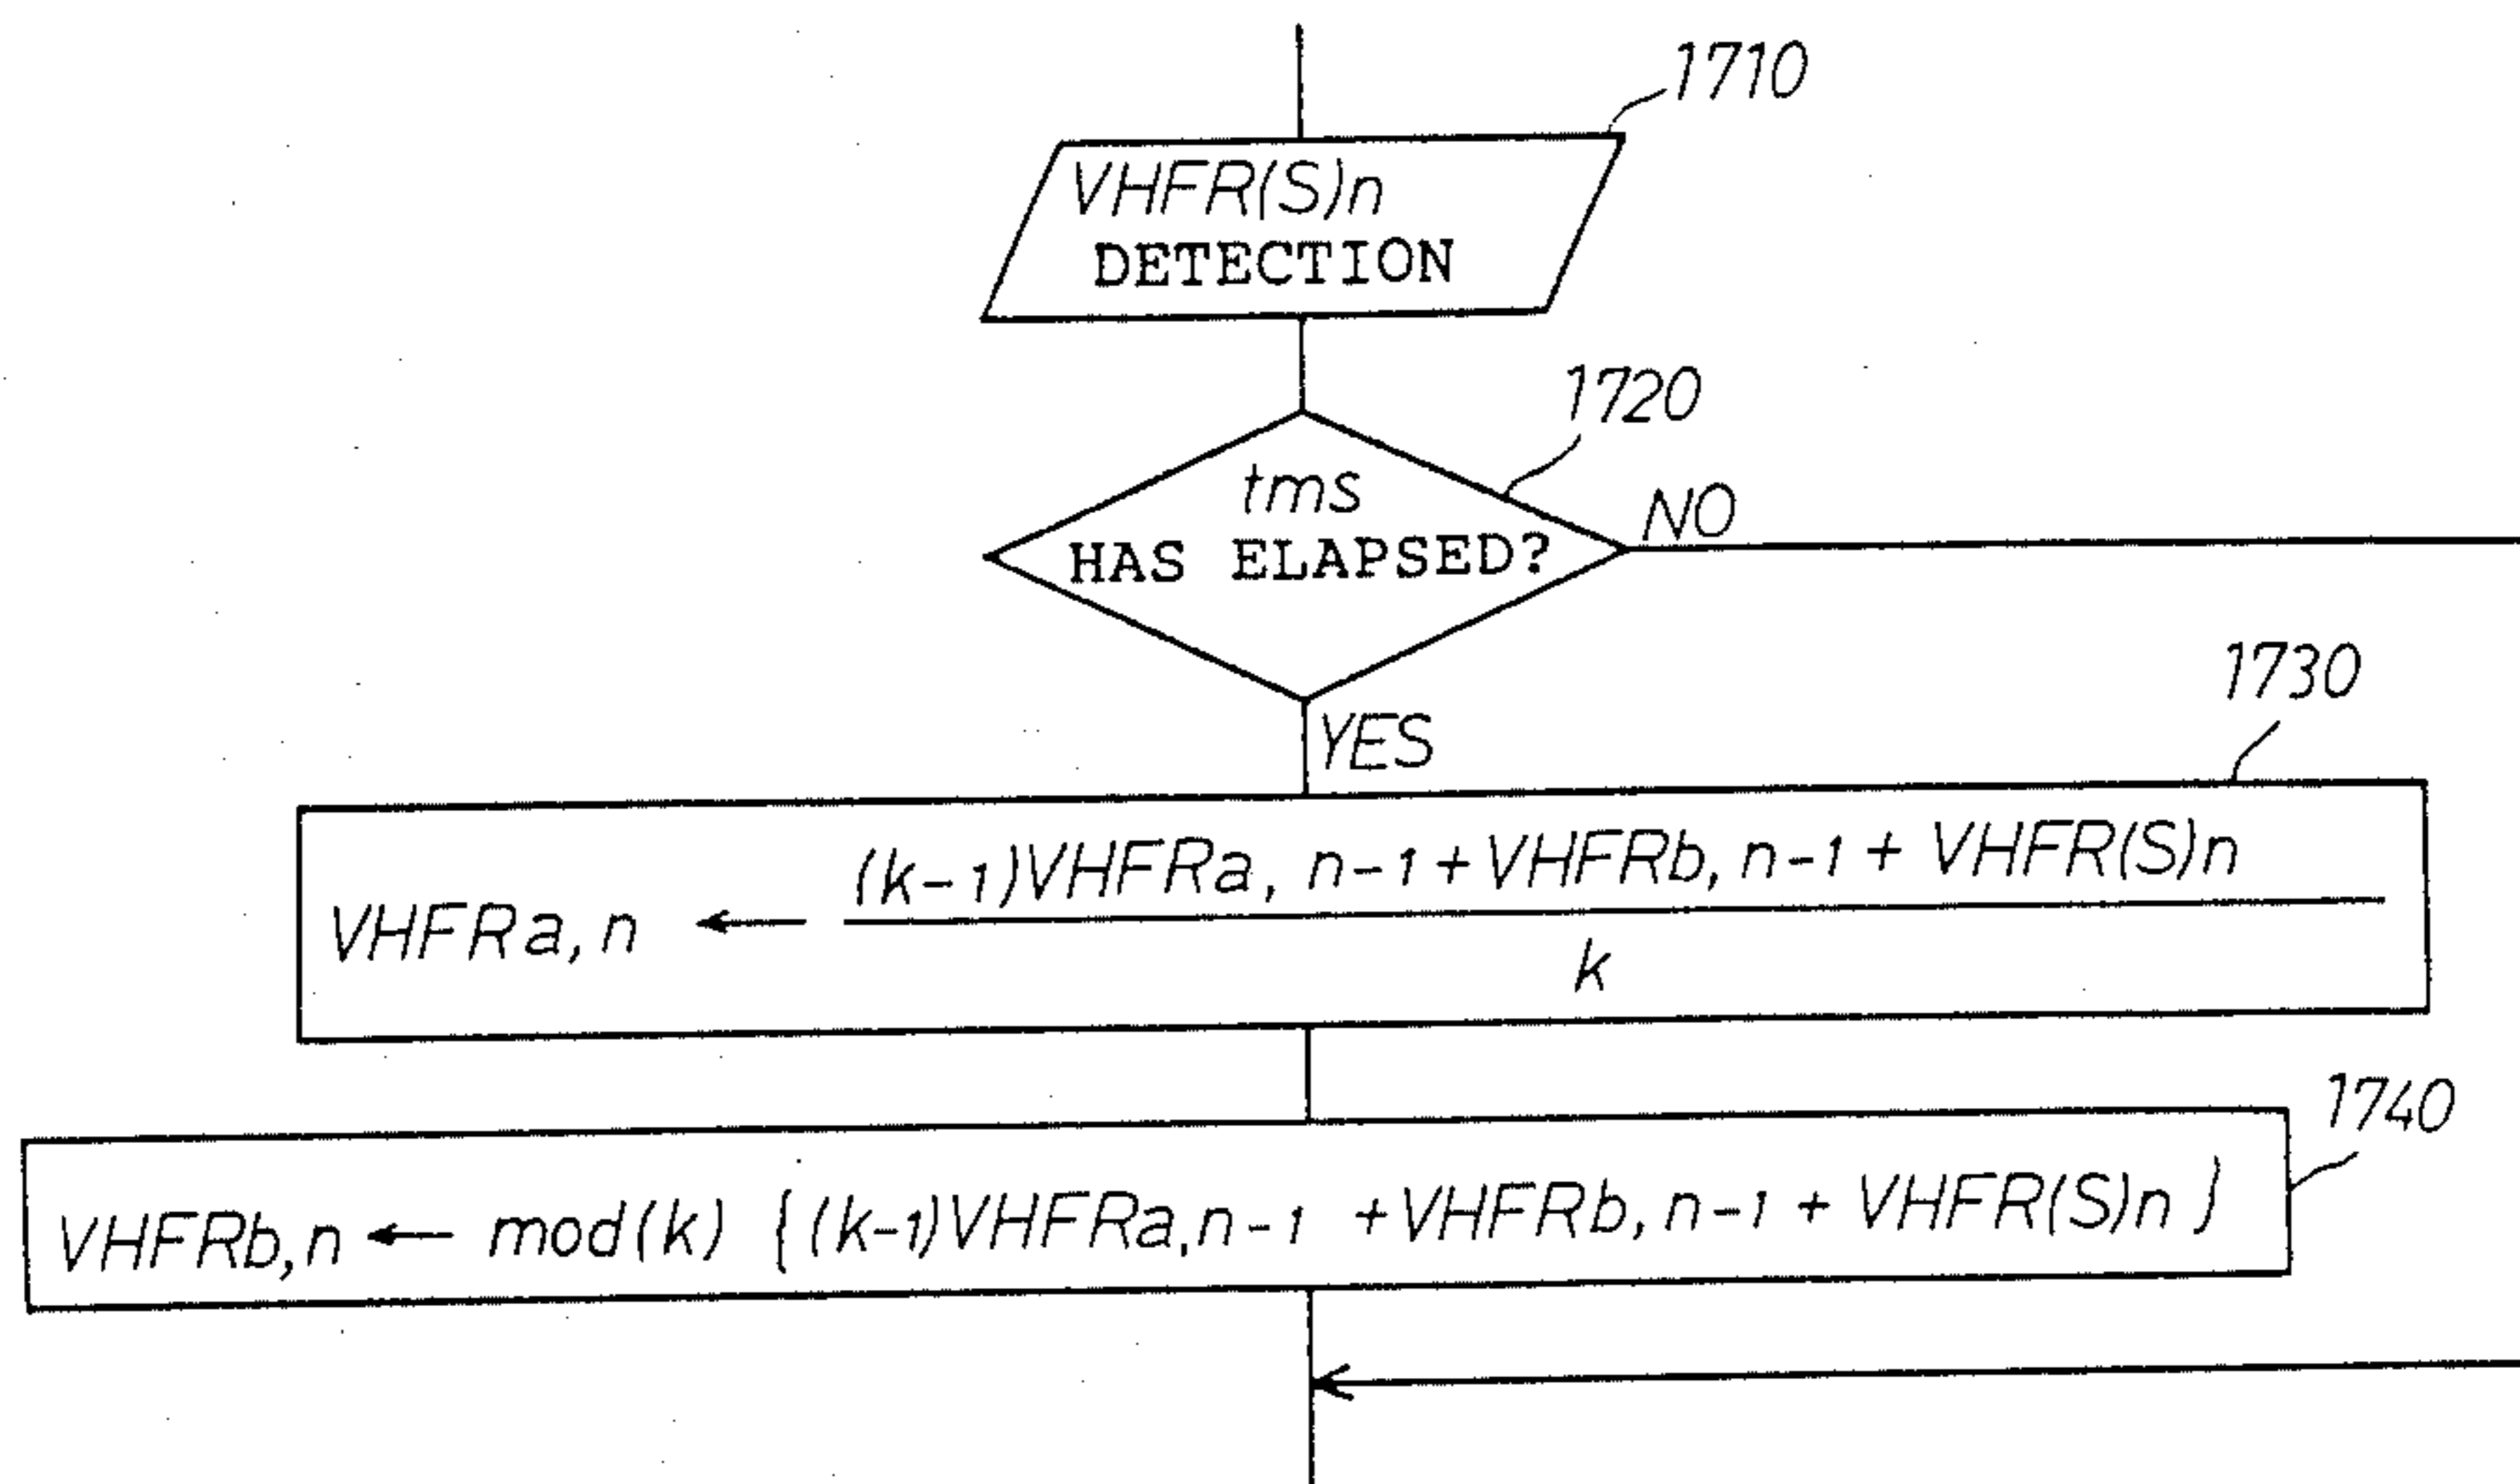 1710
VHFR(S)n
DETECTION
1720
tms
HAS ELAPSED?
NO
YES
1730
(k-1)VHFRa, n-1+VHFRb, n-1 + VHFR(S)n
VHFRa,n ←
k
1740
VHFRb,n ← mod(k) {(k-1)VHFRa,n-1 +VHFRb,n-1 + VHFR(S)n )